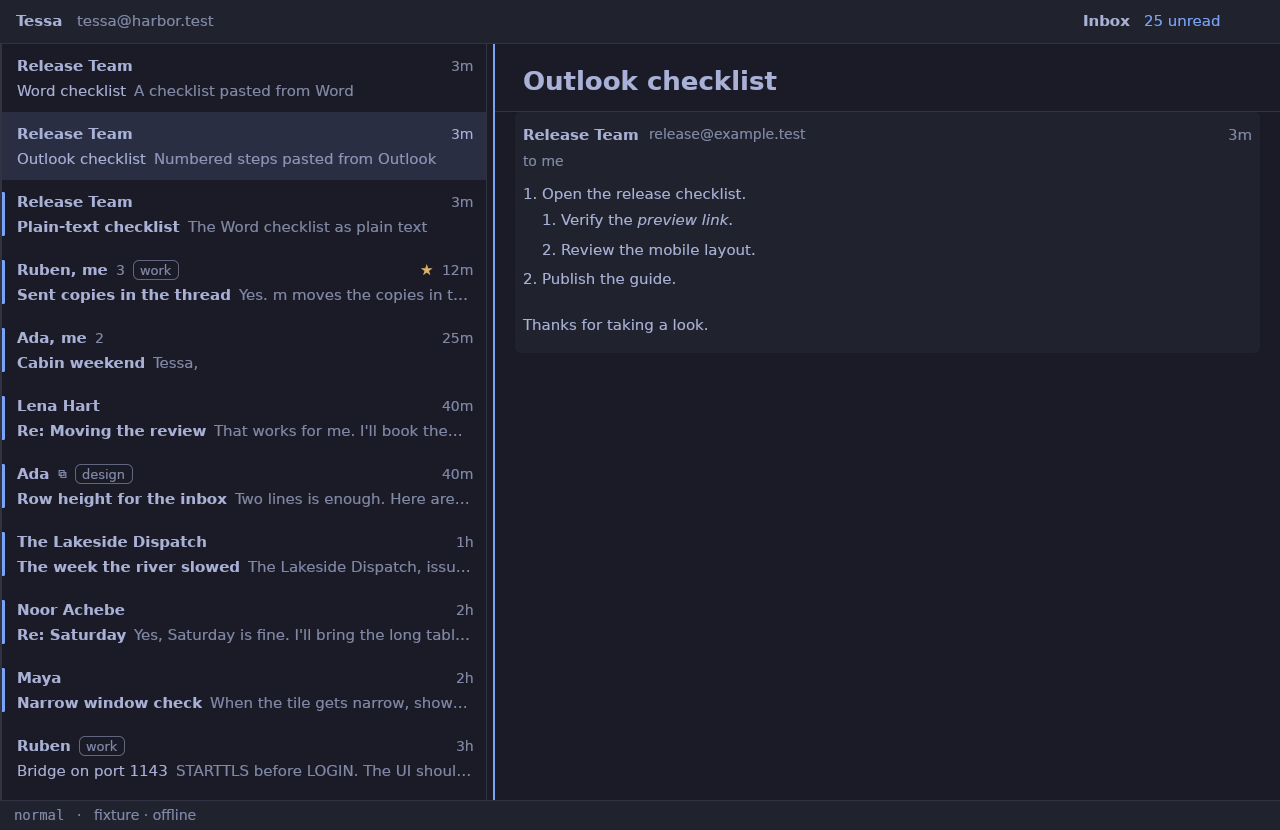 Tessa tessa@harbor.test Inbox 25 unread
Release Team 3m
Word checklist A checklist pasted from Word
Release Team 3m
Outlook checklist Numbered steps pasted from Outlook
Release Team 3m
Plain-text checklist The Word checklist as plain text
Ruben, me 3 work ★ 12m
Sent copies in the thread Yes. m moves the copies in t…
Ada, me 2 25m
Cabin weekend Tessa,
Lena Hart 40m
Re: Moving the review That works for me. I'll book the…
Ada design 40m
Row height for the inbox Two lines is enough. Here are…
The Lakeside Dispatch 1h
The week the river slowed The Lakeside Dispatch, issu…
Noor Achebe 2h
Re: Saturday Yes, Saturday is fine. I'll bring the long tabl…
Maya 2h
Narrow window check When the tile gets narrow, show…
Ruben work 3h
Bridge on port 1143 STARTTLS before LOGIN. The UI shoul…
Outlook checklist
Release Team release@example.test 3m
to me
1. Open the release checklist.
1. Verify the preview link.
2. Review the mobile layout.
2. Publish the guide.
Thanks for taking a look.
normal · fixture · offline